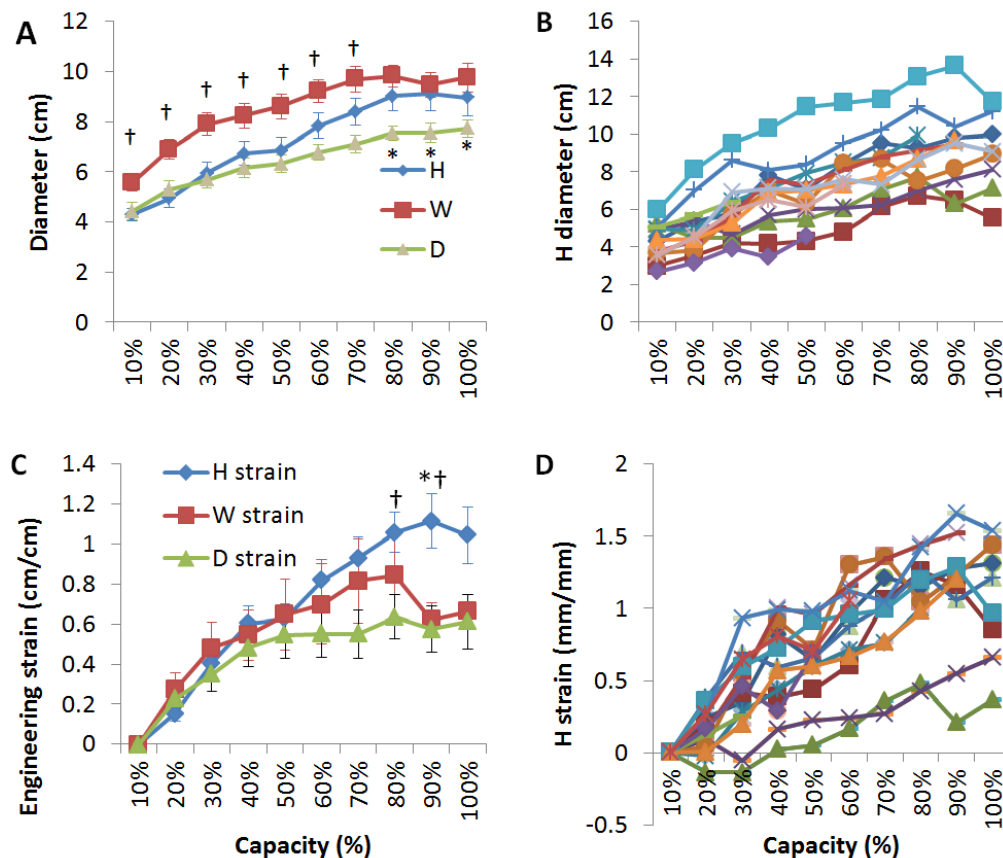 A
Diameter (cm)
12
10
8
6
4
2
0
† † † † † † †
* * *
H
W
D
10% 20% 30% 40% 50% 60% 70% 80% 90% 100%
B
H diameter (cm)
16
14
12
10
8
6
4
2
0
10% 20% 30% 40% 50% 60% 70% 80% 90% 100%
C
Engineering strain (cm/cm)
1.4
1.2
1
0.8
0.6
0.4
0.2
0
H strain
W strain
D strain
† *†
10% 20% 30% 40% 50% 60% 70% 80% 90% 100%
Capacity (%)
D
H strain (mm/mm)
2
1.5
1
0.5
0
-0.5
10% 20% 30% 40% 50% 60% 70% 80% 90% 100%
Capacity (%)